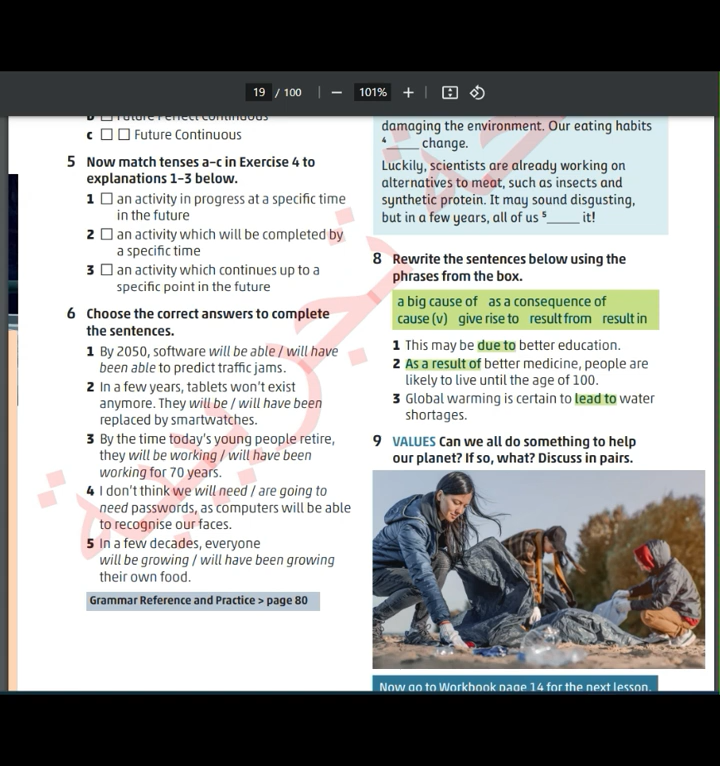 19 / 100
101%
b Future Perfect Continuous
c Future Continuous
5 Now match tenses a–c in Exercise 4 to
explanations 1–3 below.
1 an activity in progress at a specific time
in the future
2 an activity which will be completed by
a specific time
3 an activity which continues up to a
specific point in the future
6 Choose the correct answers to complete
the sentences.
1 By 2050, software will be able / will have
been able to predict traffic jams.
2 In a few years, tablets won't exist
anymore. They will be / will have been
replaced by smartwatches.
3 By the time today's young people retire,
they will be working / will have been
working for 70 years.
4 I don't think we will need / are going to
need passwords, as computers will be able
to recognise our faces.
5 In a few decades, everyone
will be growing / will have been growing
their own food.
Grammar Reference and Practice > page 80
damaging the environment. Our eating habits
4____ change.
Luckily, scientists are already working on
alternatives to meat, such as insects and
synthetic protein. It may sound disgusting,
but in a few years, all of us 5____ it!
8 Rewrite the sentences below using the
phrases from the box.
a big cause of as a consequence of
cause (v) give rise to result from result in
1 This may be due to better education.
2 As a result of better medicine, people are
likely to live until the age of 100.
3 Global warming is certain to lead to water
shortages.
9 VALUES Can we all do something to help
our planet? If so, what? Discuss in pairs.
Now go to Workbook page 14 for the next lesson.